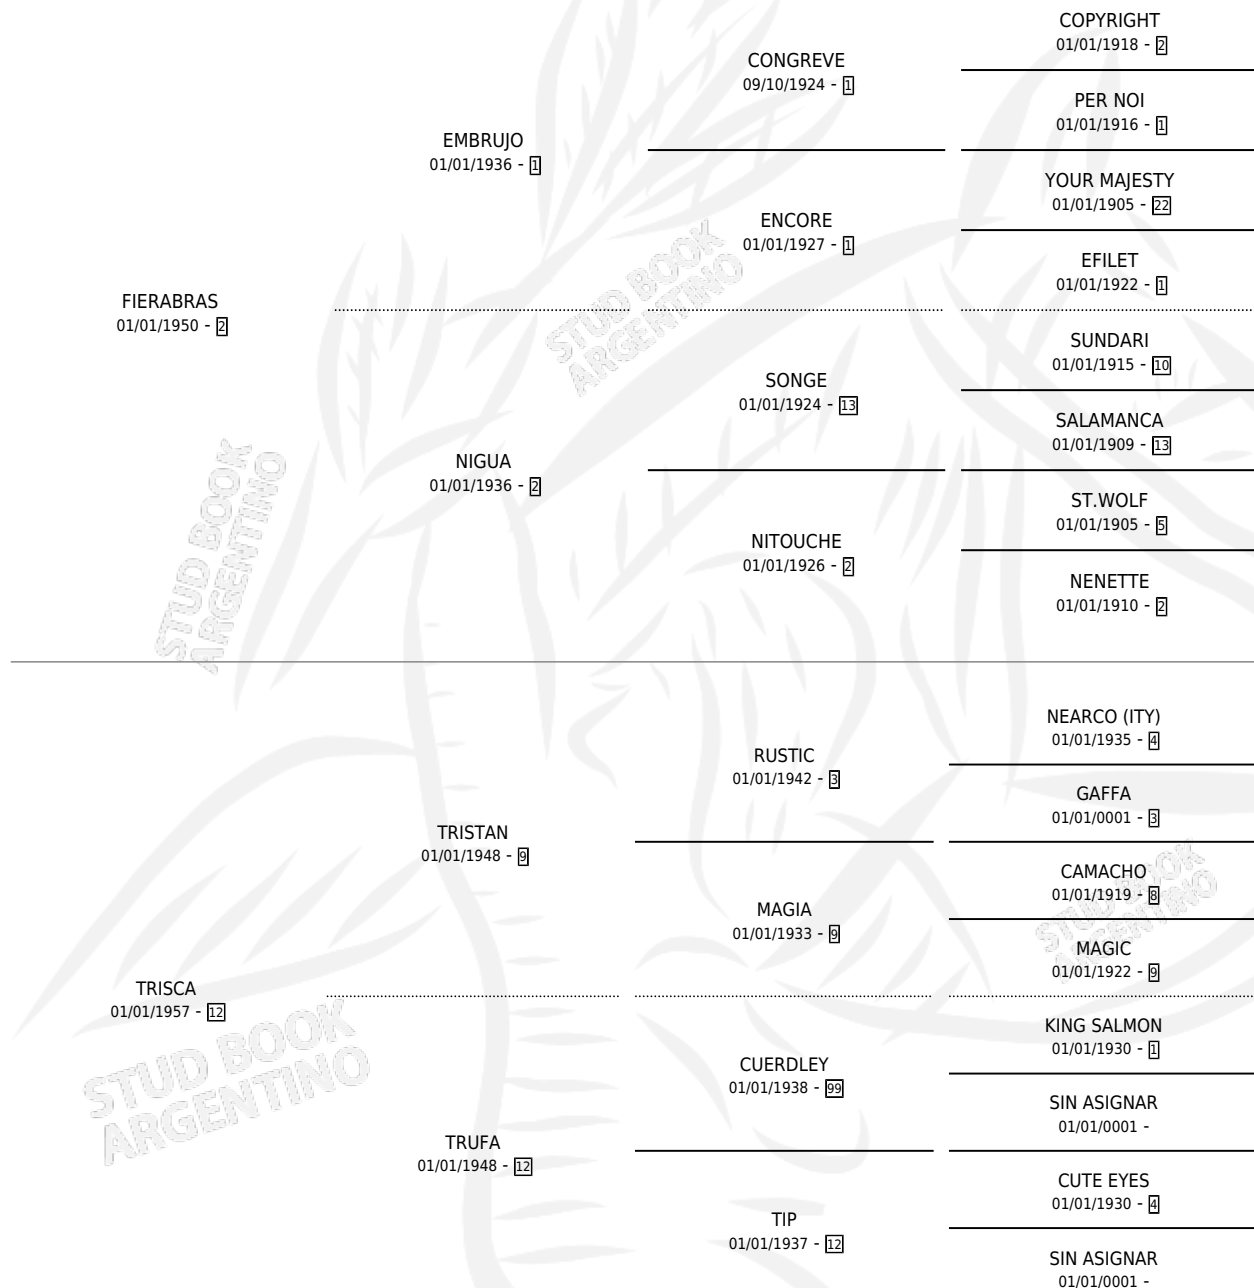 COPYRIGHT
01/01/1918 - 2
CONGREVE
09/10/1924 - 1
PER NOI
01/01/1916 - 1
EMBRUJO
01/01/1936 - 1
YOUR MAJESTY
01/01/1905 - 22
ENCORE
01/01/1927 - 1
EFILET
01/01/1922 - 1
FIERABRAS
01/01/1950 - 2
SUNDARI
01/01/1915 - 10
SONGE
01/01/1924 - 13
SALAMANCA
01/01/1909 - 13
NIGUA
01/01/1936 - 2
ST.WOLF
01/01/1905 - 5
NITOUCHE
01/01/1926 - 2
NENETTE
01/01/1910 - 2
STUD BOOK
ARGENTINO
STUD BOOK
ARGENTINO
NEARCO (ITY)
01/01/1935 - 4
RUSTIC
01/01/1942 - 3
GAFFA
01/01/0001 - 3
TRISTAN
01/01/1948 - 9
CAMACHO
01/01/1919 - 8
MAGIA
01/01/1933 - 9
MAGIC
01/01/1922 - 9
TRISCA
01/01/1957 - 12
KING SALMON
01/01/1930 - 1
CUERDLEY
01/01/1938 - 99
SIN ASIGNAR
01/01/0001 -
TRUFA
01/01/1948 - 12
CUTE EYES
01/01/1930 - 4
TIP
01/01/1937 - 12
SIN ASIGNAR
01/01/0001 -
STUD BOOK
ARGENTINO
STUD BOOK
ARGENTINO